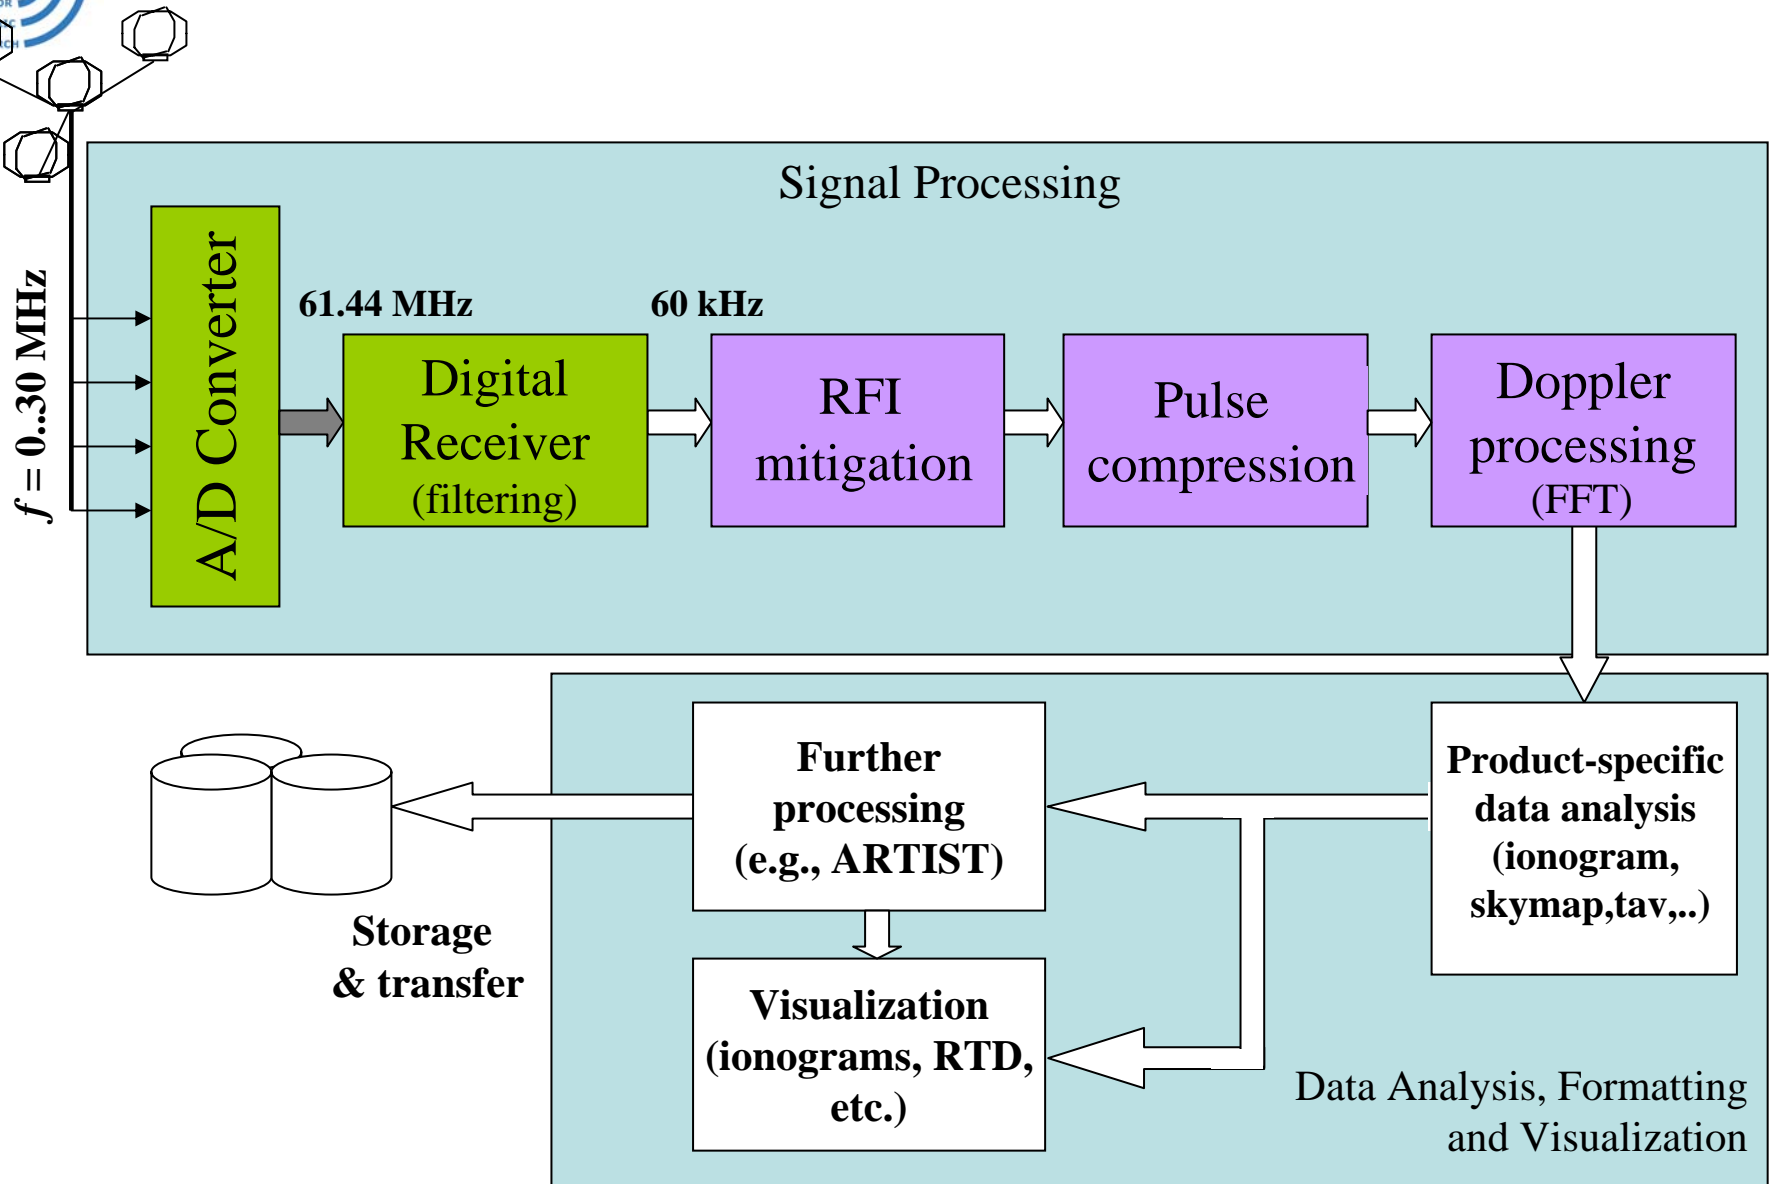 Signal Processing
f = 0..30 MHz
A/D Converter
61.44 MHz
60 kHz
Digital
Receiver
(filtering)
RFI
mitigation
Pulse
compression
Doppler
processing
(FFT)
Further
processing
(e.g., ARTIST)
Product-specific
data analysis
(ionogram,
skymap,tav,..)
Storage
& transfer
Visualization
(ionograms, RTD,
etc.)
Data Analysis, Formatting
and Visualization